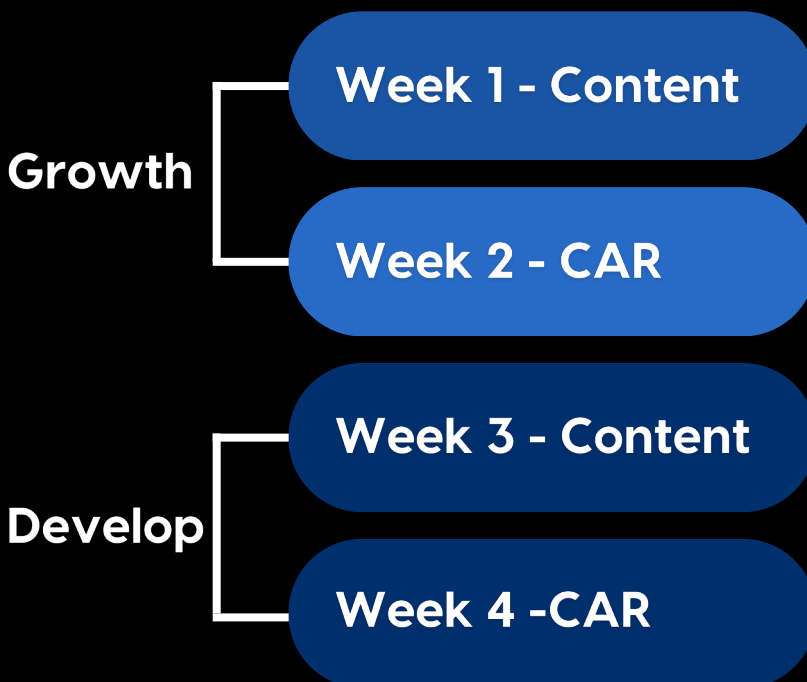 Growth
Week 1 - Content
Week 2 - CAR
Develop
Week 3 - Content
Week 4 -CAR